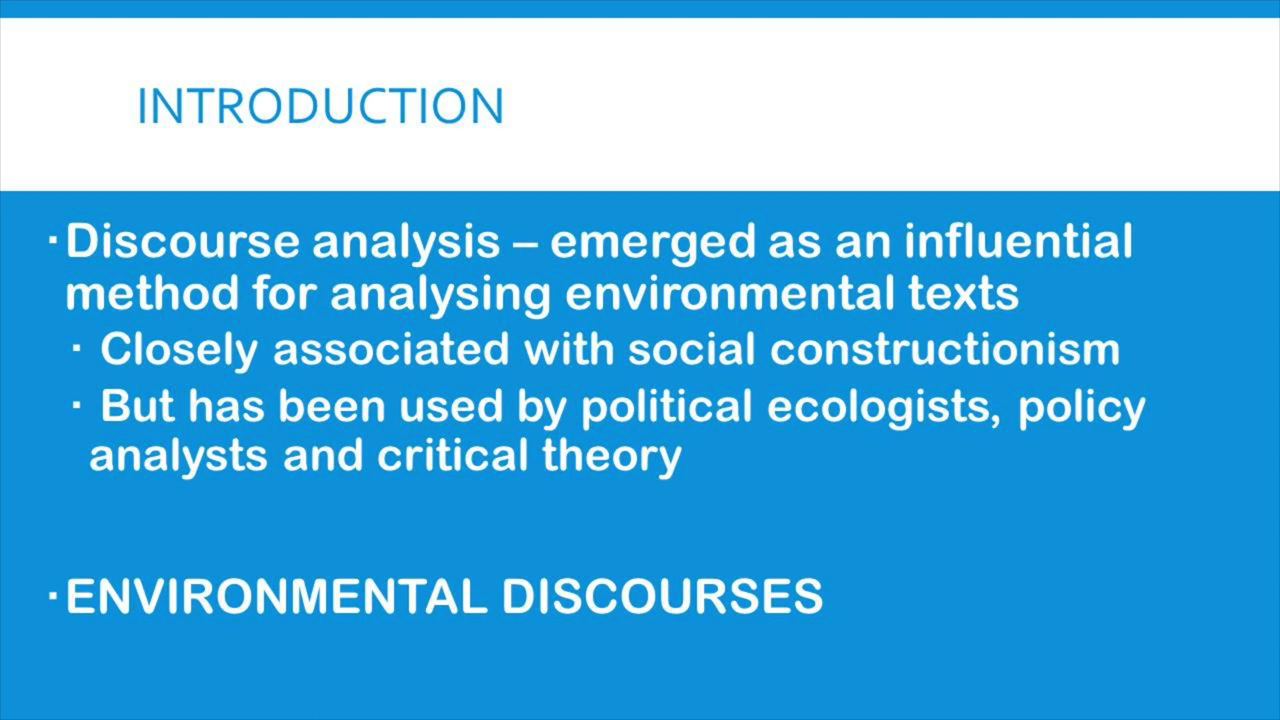 INTRODUCTION
▪ Discourse analysis – emerged as an influential
method for analysing environmental texts
▪ Closely associated with social constructionism
▪ But has been used by political ecologists, policy
analysts and critical theory
▪ ENVIRONMENTAL DISCOURSES